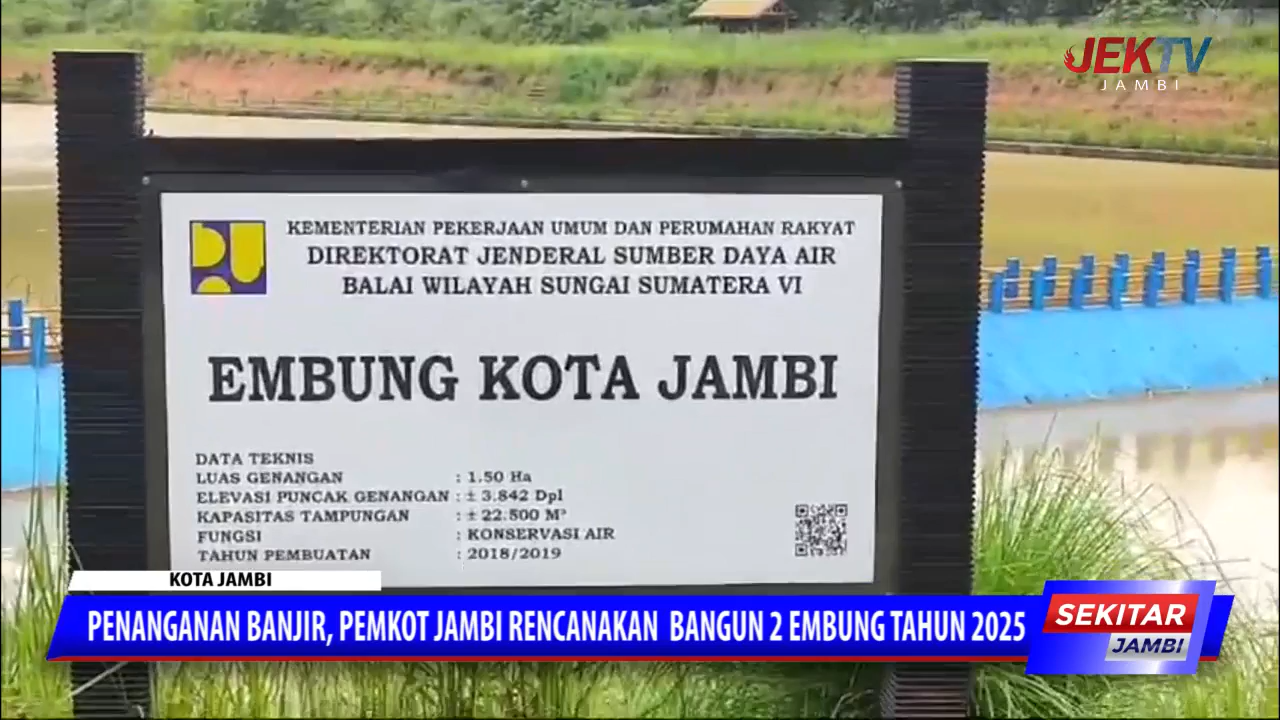 JEKTV
JAMBI
PU
KEMENTERIAN PEKERJAAN UMUM DAN PERUMAHAN RAKYAT
DIREKTORAT JENDERAL SUMBER DAYA AIR
BALAI WILAYAH SUNGAI SUMATERA VI
EMBUNG KOTA JAMBI
DATA TEKNIS
LUAS GENANGAN : 1.50 Ha
ELEVASI PUNCAK GENANGAN : ± 3.842 Dpl
KAPASITAS TAMPUNGAN : ± 22.500 M³
FUNGSI : KONSERVASI AIR
TAHUN PEMBUATAN : 2018/2019
KOTA JAMBI
PENANGANAN BANJIR, PEMKOT JAMBI RENCANAKAN BANGUN 2 EMBUNG TAHUN 2025
SEKITAR
JAMBI